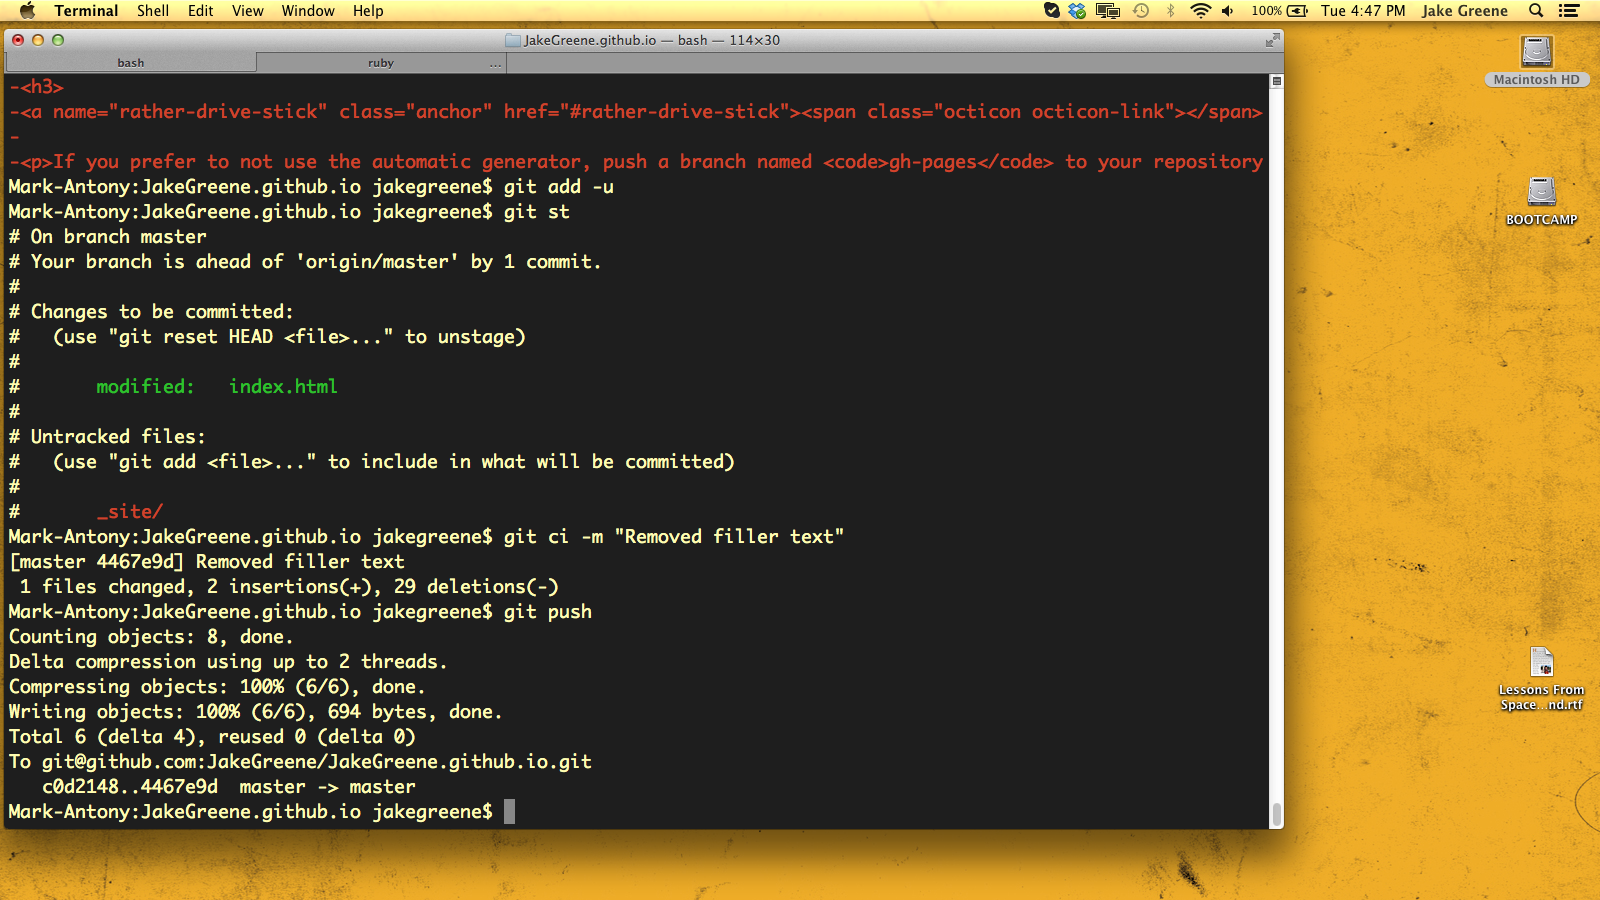 Terminal Shell Edit View Window Help 100% Tue 4:47 PM Jake Greene
JakeGreene.github.io — bash — 114×30
bash ruby ...
-<h3>
-<a name="rather-drive-stick" class="anchor" href="#rather-drive-stick"><span class="octicon octicon-link"></span>
-
-<p>If you prefer to not use the automatic generator, push a branch named <code>gh-pages</code> to your repository
Mark-Antony:JakeGreene.github.io jakegreene$ git add -u
Mark-Antony:JakeGreene.github.io jakegreene$ git st
# On branch master
# Your branch is ahead of 'origin/master' by 1 commit.
#
# Changes to be committed:
#   (use "git reset HEAD <file>..." to unstage)
#
#       modified:   index.html
#
# Untracked files:
#   (use "git add <file>..." to include in what will be committed)
#
#       _site/
Mark-Antony:JakeGreene.github.io jakegreene$ git ci -m "Removed filler text"
[master 4467e9d] Removed filler text
 1 files changed, 2 insertions(+), 29 deletions(-)
Mark-Antony:JakeGreene.github.io jakegreene$ git push
Counting objects: 8, done.
Delta compression using up to 2 threads.
Compressing objects: 100% (6/6), done.
Writing objects: 100% (6/6), 694 bytes, done.
Total 6 (delta 4), reused 0 (delta 0)
To git@github.com:JakeGreene/JakeGreene.github.io.git
   c0d2148..4467e9d  master -> master
Mark-Antony:JakeGreene.github.io jakegreene$
Macintosh HD
BOOTCAMP
Lessons From
Space...nd.rtf